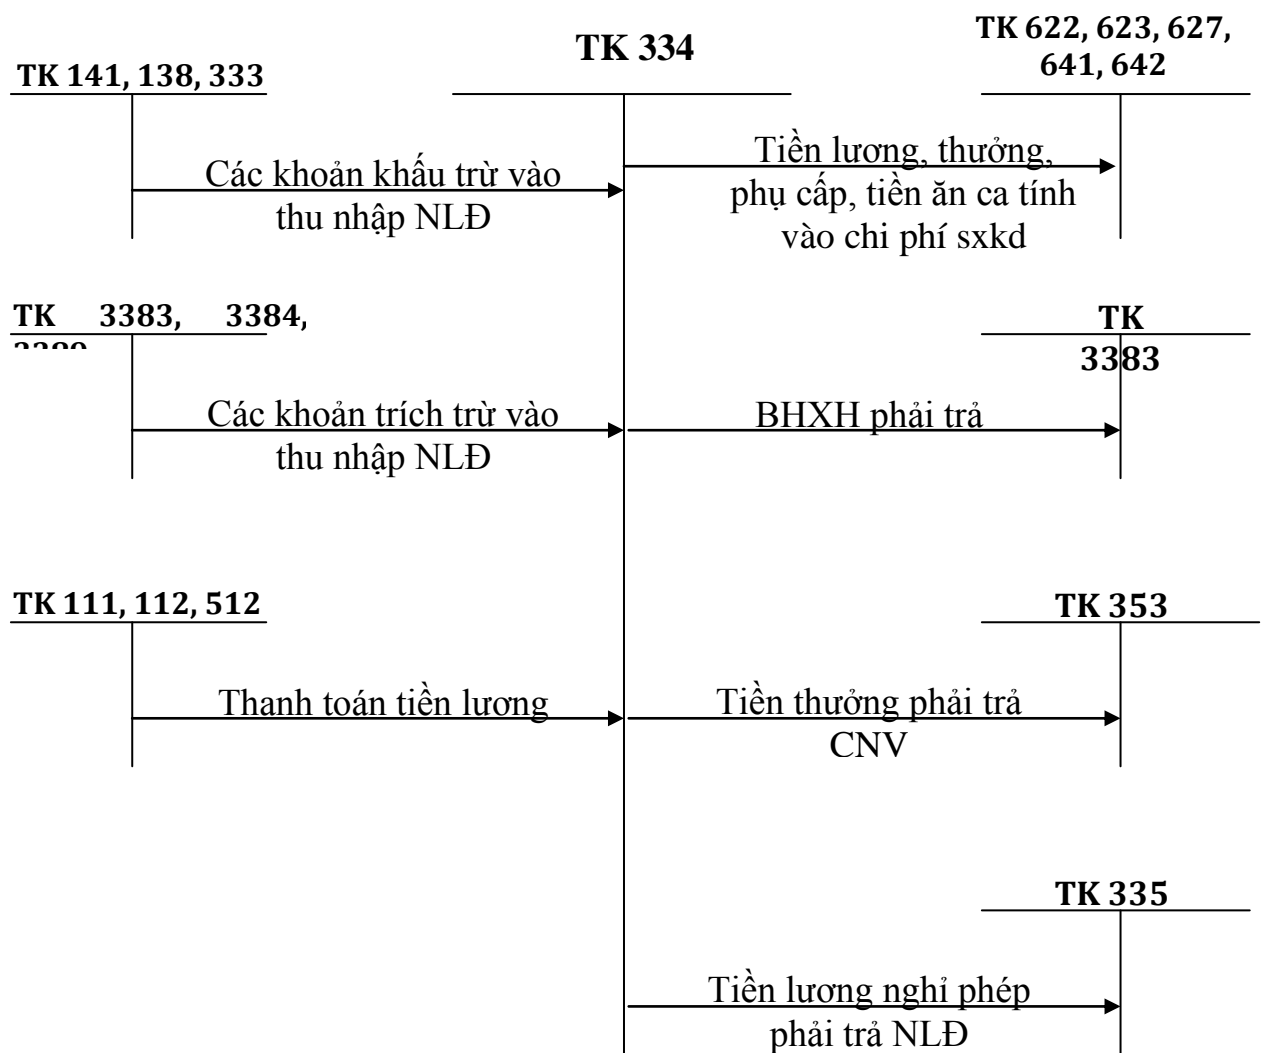 TK 334
TK 622, 623, 627,
641, 642
TK 141, 138, 333
Các khoản khấu trừ vào
thu nhập NLĐ
Tiền lương, thưởng,
phụ cấp, tiền ăn ca tính
vào chi phí sxkd
TK 3383, 3384,
TK
3383
Các khoản trích trừ vào
thu nhập NLĐ
BHXH phải trả
TK 111, 112, 512
TK 353
Thanh toán tiền lương
Tiền thưởng phải trả
CNV
TK 335
Tiền lương nghỉ phép
phải trả NLĐ